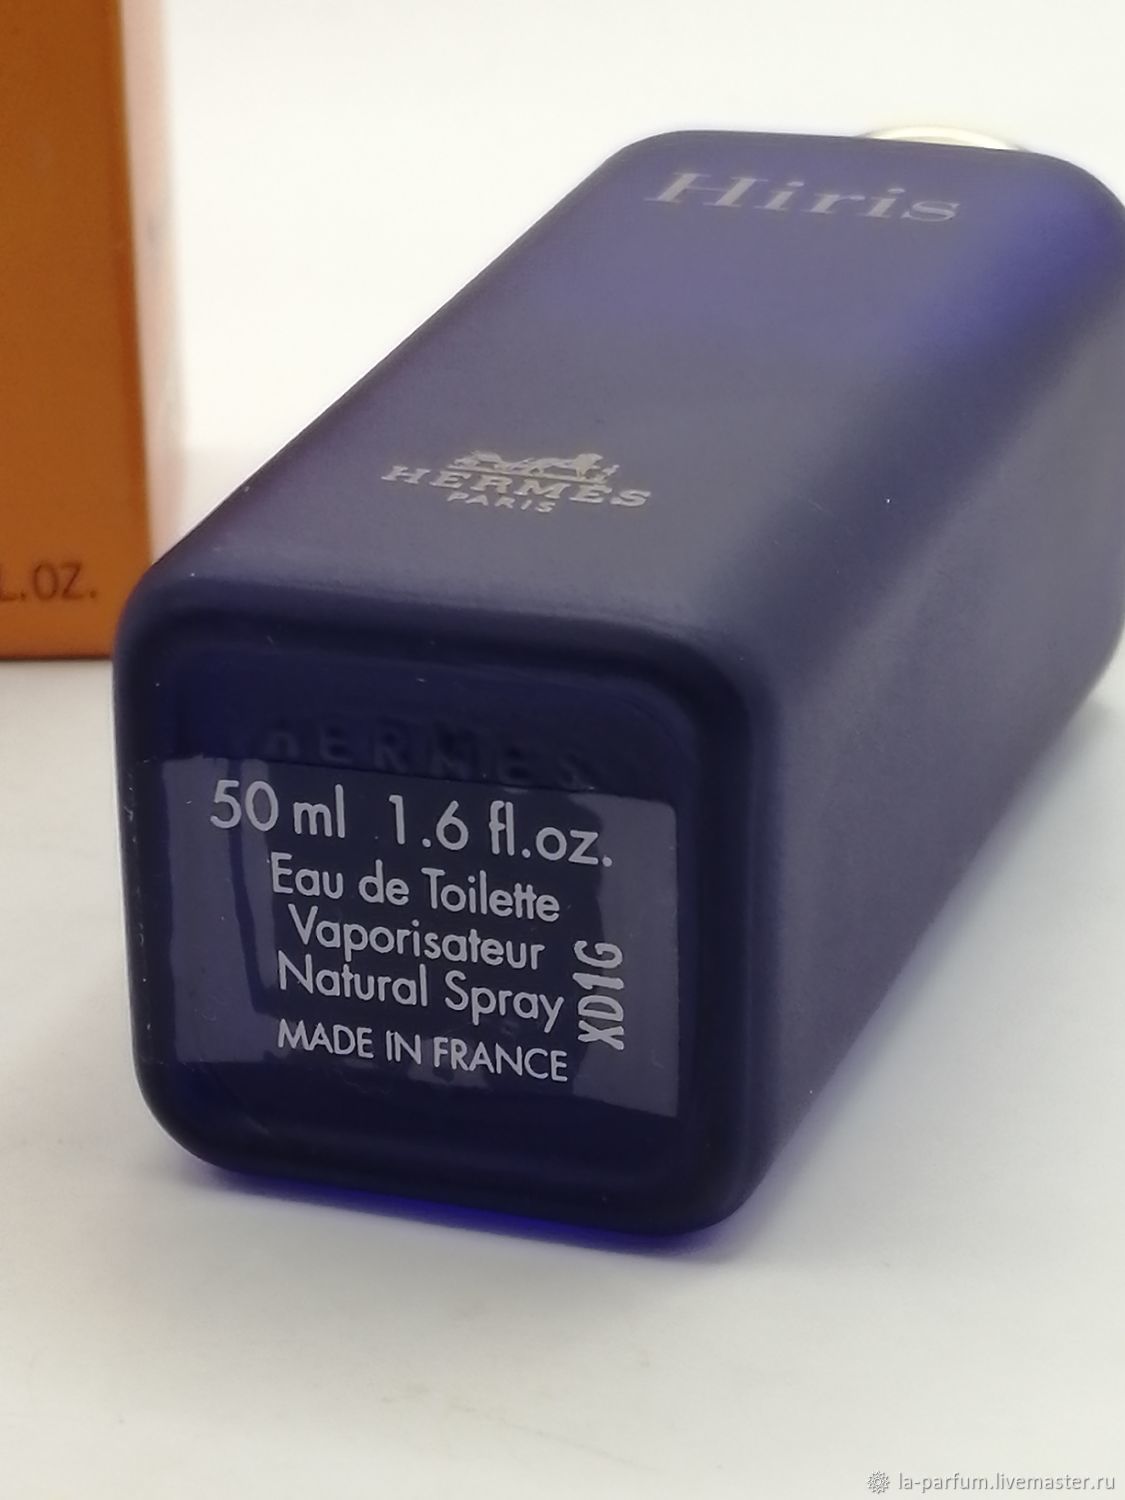 Hiris
HERMÈS
PARIS
L.OZ.
HERMES
50 ml 1.6 fl.oz.
Eau de Toilette
Vaporisateur
Natural Spray
MADE IN FRANCE
XD1G
la-parfum.livemaster.ru